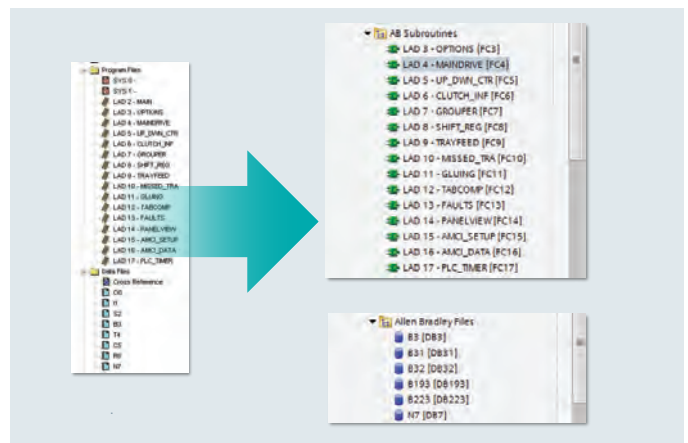 Program Files
SYS 0 -
SYS 1 -
LAD 2 - MAIN
LAD 3 - OPTIONS
LAD 4 - MAINDRIVE
LAD 5 - UP_DWN_CTR
LAD 6 - CLUTCH_INF
LAD 7 - GROUPER
LAD 8 - SHIFT_REG
LAD 9 - TRAYFEED
LAD 10 - MISSED_TRA
LAD 11 - GLUING
LAD 12 - TABCOMP
LAD 13 - FAULTS
LAD 14 - PANELVIEW
LAD 15 - AMCI_SETUP
LAD 16 - AMCI_DATA
LAD 17 - PLC_TIMER
Data Files
Cross Reference
O0
I1
S2
B3
T4
C5
R6
N7
AB Subroutines
LAD 3 - OPTIONS [FC3]
LAD 4 - MAINDRIVE [FC4]
LAD 5 - UP_DWN_CTR [FC5]
LAD 6 - CLUTCH_INF [FC6]
LAD 7 - GROUPER [FC7]
LAD 8 - SHIFT_REG [FC8]
LAD 9 - TRAYFEED [FC9]
LAD 10 - MISSED_TRA [FC10]
LAD 11 - GLUING [FC11]
LAD 12 - TABCOMP [FC12]
LAD 13 - FAULTS [FC13]
LAD 14 - PANELVIEW [FC14]
LAD 15 - AMCI_SETUP [FC15]
LAD 16 - AMCI_DATA [FC16]
LAD 17 - PLC_TIMER [FC17]
Allen Bradley Files
B3 [DB3]
B31 [DB31]
B32 [DB32]
B193 [DB193]
B223 [DB223]
N7 [DB7]